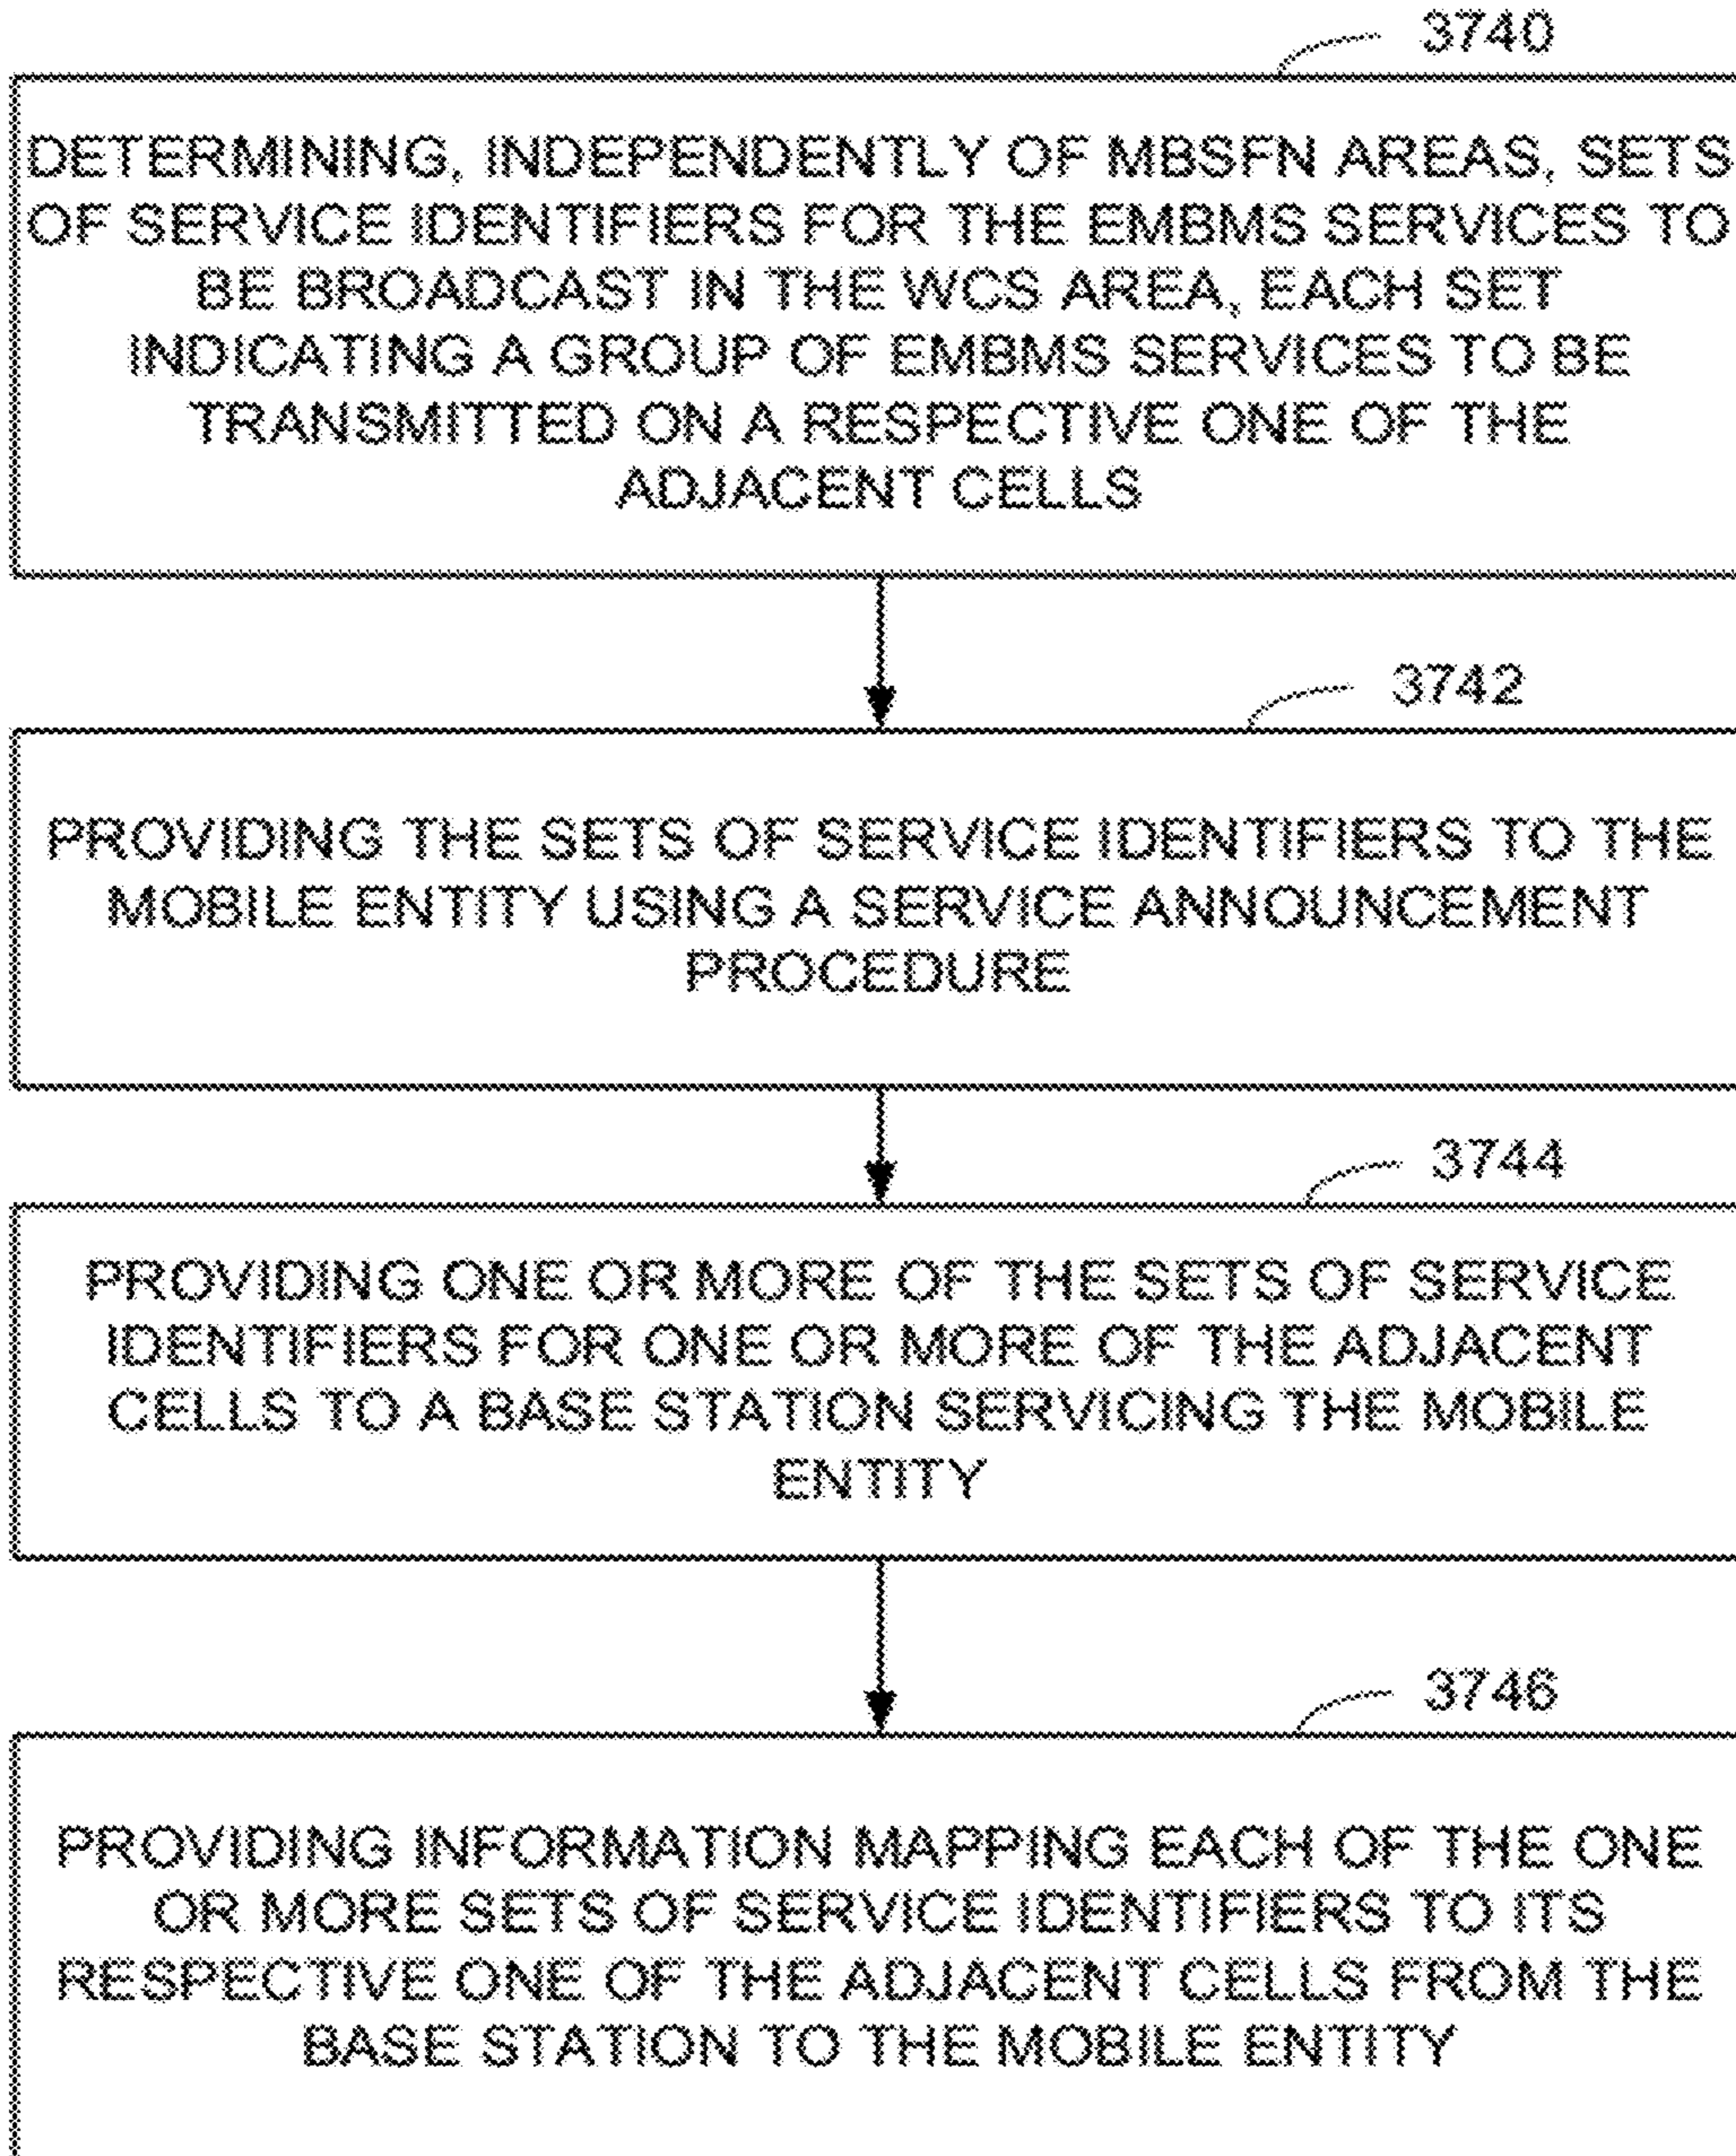 3740
DETERMINING, INDEPENDENTLY OF MBSFN AREAS, SETS
OF SERVICE IDENTIFIERS FOR THE EMBMS SERVICES TO
BE BROADCAST IN THE WCS AREA, EACH SET
INDICATING A GROUP OF EMBMS SERVICES TO BE
TRANSMITTED ON A RESPECTIVE ONE OF THE
ADJACENT CELLS
3742
PROVIDING THE SETS OF SERVICE IDENTIFIERS TO THE
MOBILE ENTITY USING A SERVICE ANNOUNCEMENT
PROCEDURE
3744
PROVIDING ONE OR MORE OF THE SETS OF SERVICE
IDENTIFIERS FOR ONE OR MORE OF THE ADJACENT
CELLS TO A BASE STATION SERVICING THE MOBILE
ENTITY
3746
PROVIDING INFORMATION MAPPING EACH OF THE ONE
OR MORE SETS OF SERVICE IDENTIFIERS TO ITS
RESPECTIVE ONE OF THE ADJACENT CELLS FROM THE
BASE STATION TO THE MOBILE ENTITY